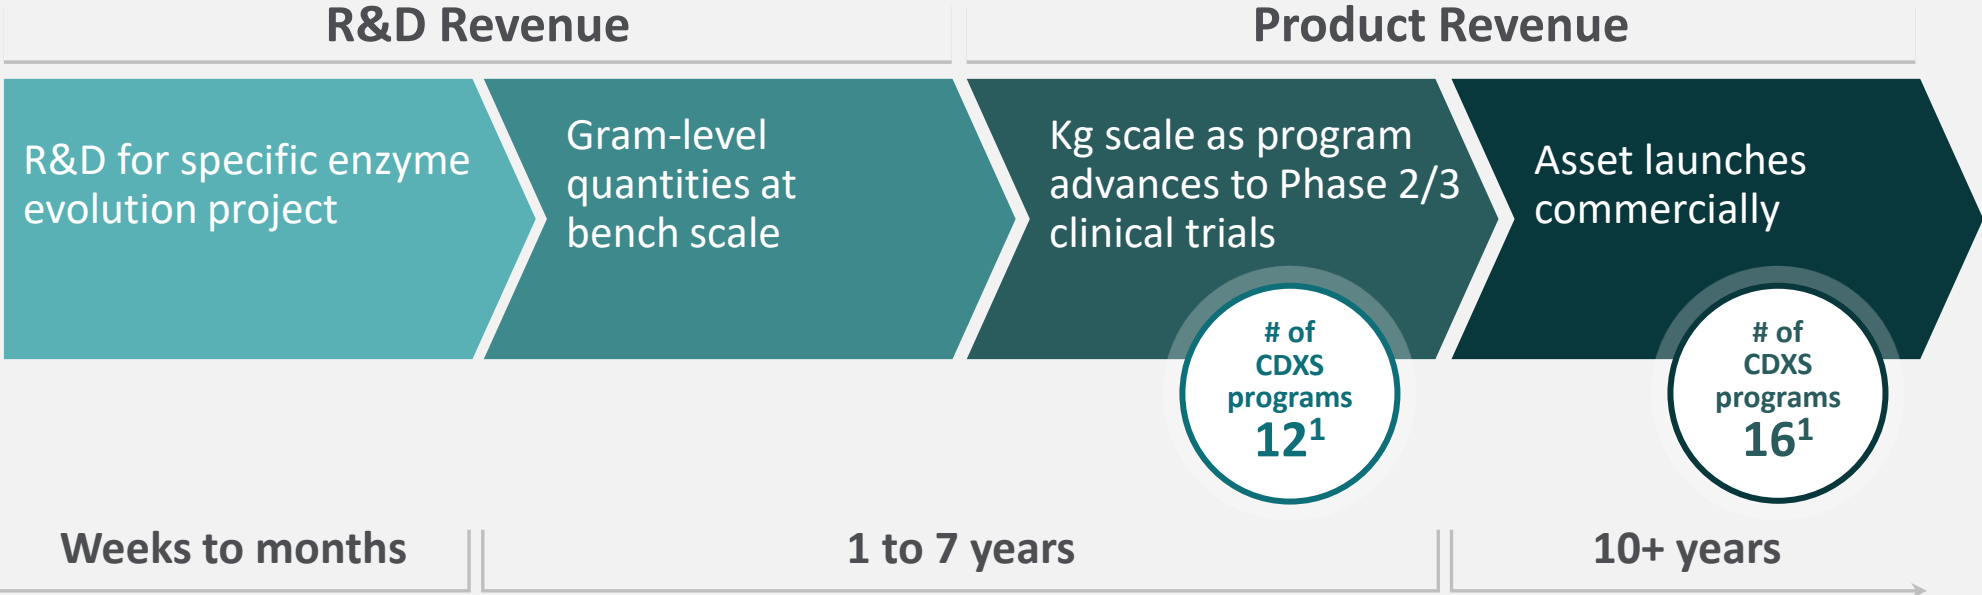 R&D Revenue
Product Revenue
R&D for specific enzyme
evolution project
Gram-level
quantities at
bench scale
Kg scale as program
advances to Phase 2/3
clinical trials
Asset launches
commercially
# of
CDXS
programs
12¹
# of
CDXS
programs
16¹
Weeks to months
1 to 7 years
10+ years